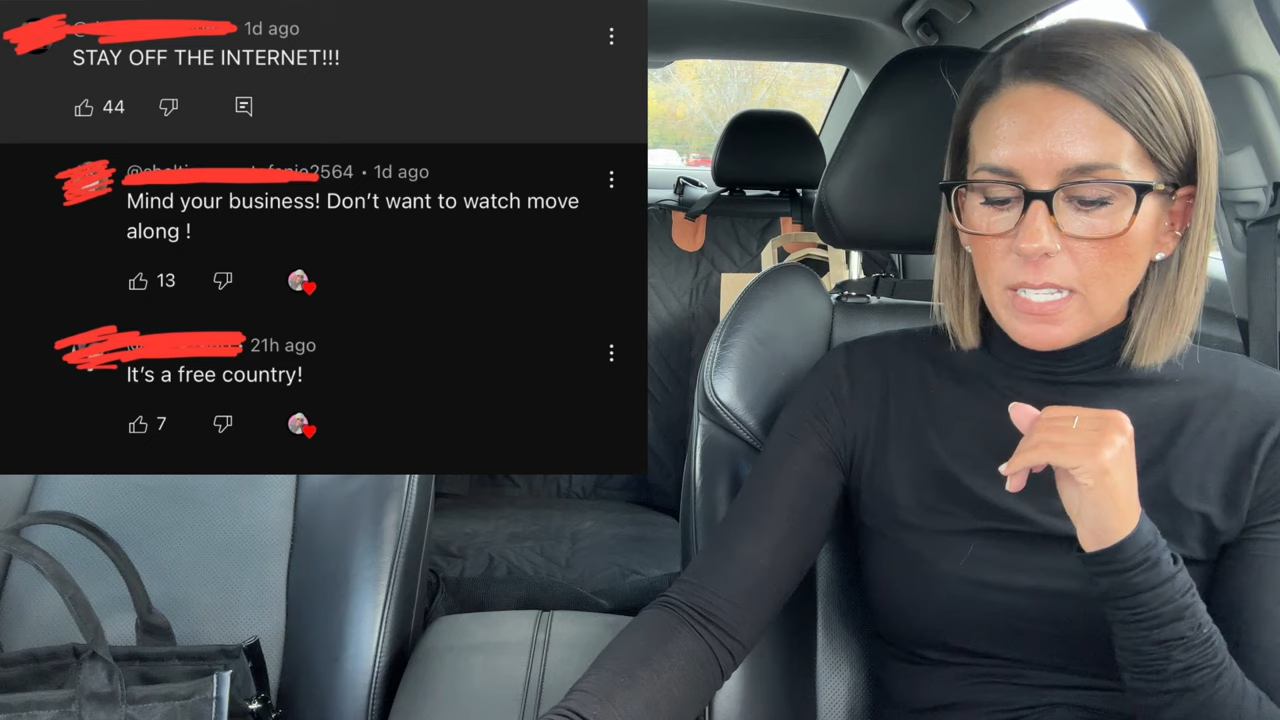 1d ago
STAY OFF THE INTERNET!!!
44
2564 • 1d ago
Mind your business! Don't want to watch move
along !
13
21h ago
It's a free country!
7